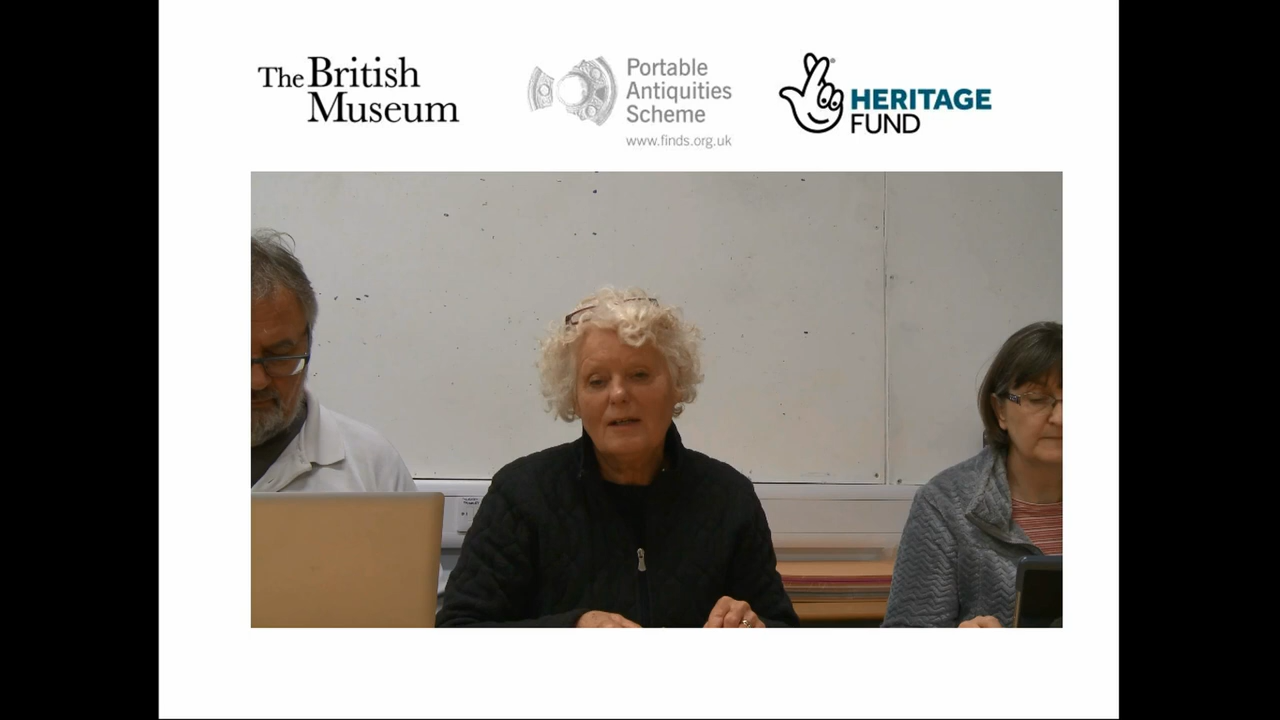 The British
Museum
Portable
Antiquities
Scheme
www.finds.org.uk
HERITAGE
FUND